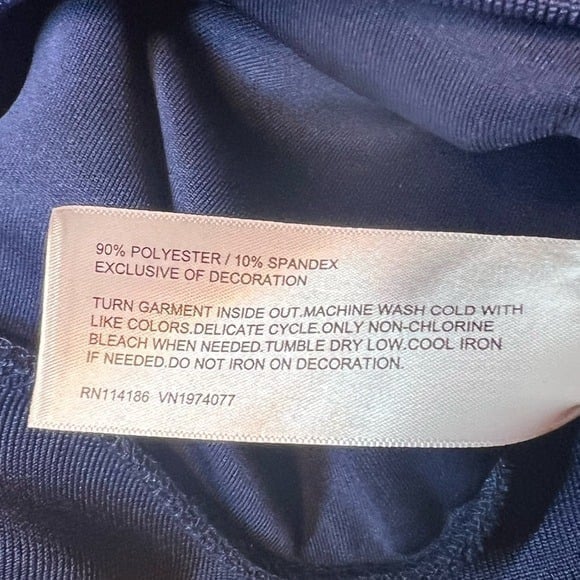 90% POLYESTER / 10% SPANDEX
EXCLUSIVE OF DECORATION
TURN GARMENT INSIDE OUT.MACHINE WASH COLD WITH
LIKE COLORS.DELICATE CYCLE.ONLY NON-CHLORINE
BLEACH WHEN NEEDED.TUMBLE DRY LOW.COOL IRON
IF NEEDED.DO NOT IRON ON DECORATION.
RN114186 VN1974077